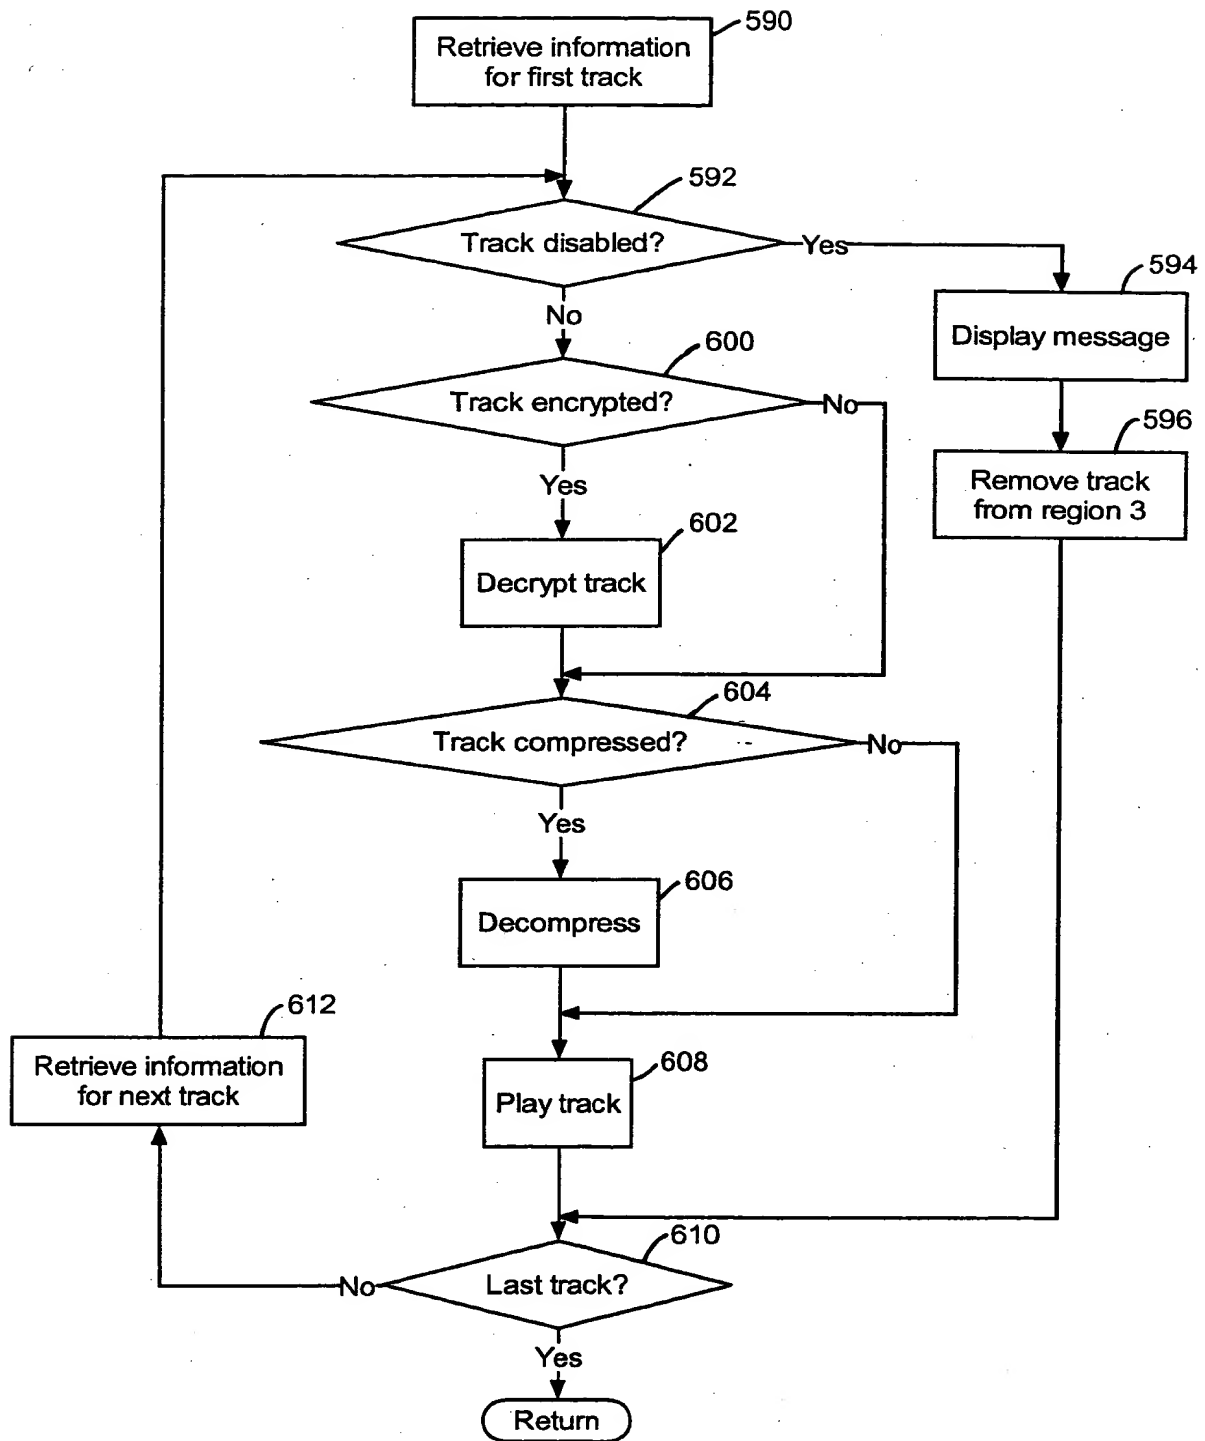 590
Retrieve information
for first track
592
Track disabled?
Yes
594
No
Display message
600
Track encrypted?
No
596
Remove track
from region 3
Yes
602
Decrypt track
604
Track compressed?
No
Yes
606
Decompress
612
Retrieve information
for next track
608
Play track
610
Last track?
No
Yes
Return